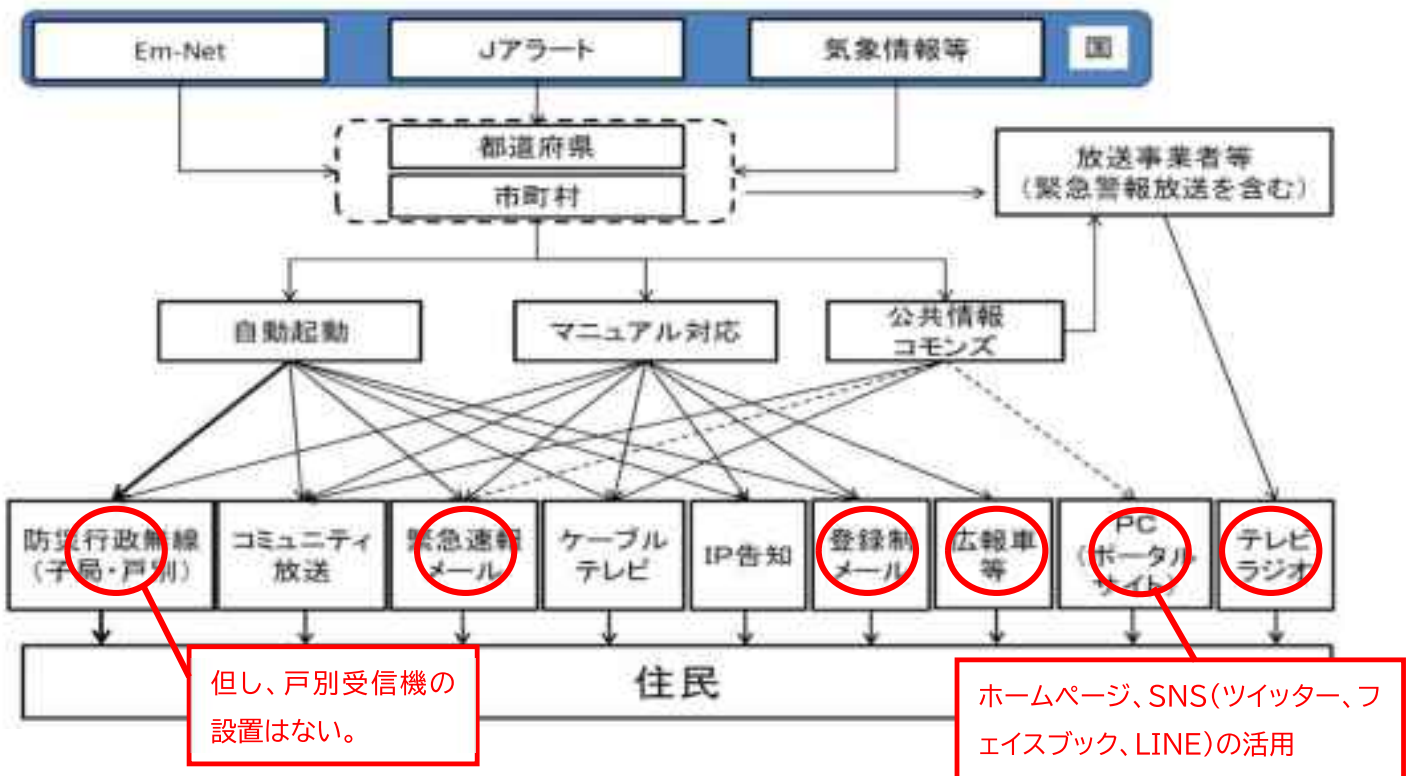 Em-Net
Jアラート
気象情報等
国
都道府県
市町村
放送事業者等
(緊急警報放送を含む)
自動起動
マニュアル対応
公共情報
コモンズ
防災行政無線
(子局・戸別)
コミュニティ
放送
緊急速報
メール
ケーブル
テレビ
IP告知
登録制
メール
広報車
等
PC
(ポータル
サイト)
テレビ
ラジオ
住民
但し、戸別受信機の
設置はない。
ホームページ、SNS(ツイッター、フ
ェイスブック、LINE)の活用